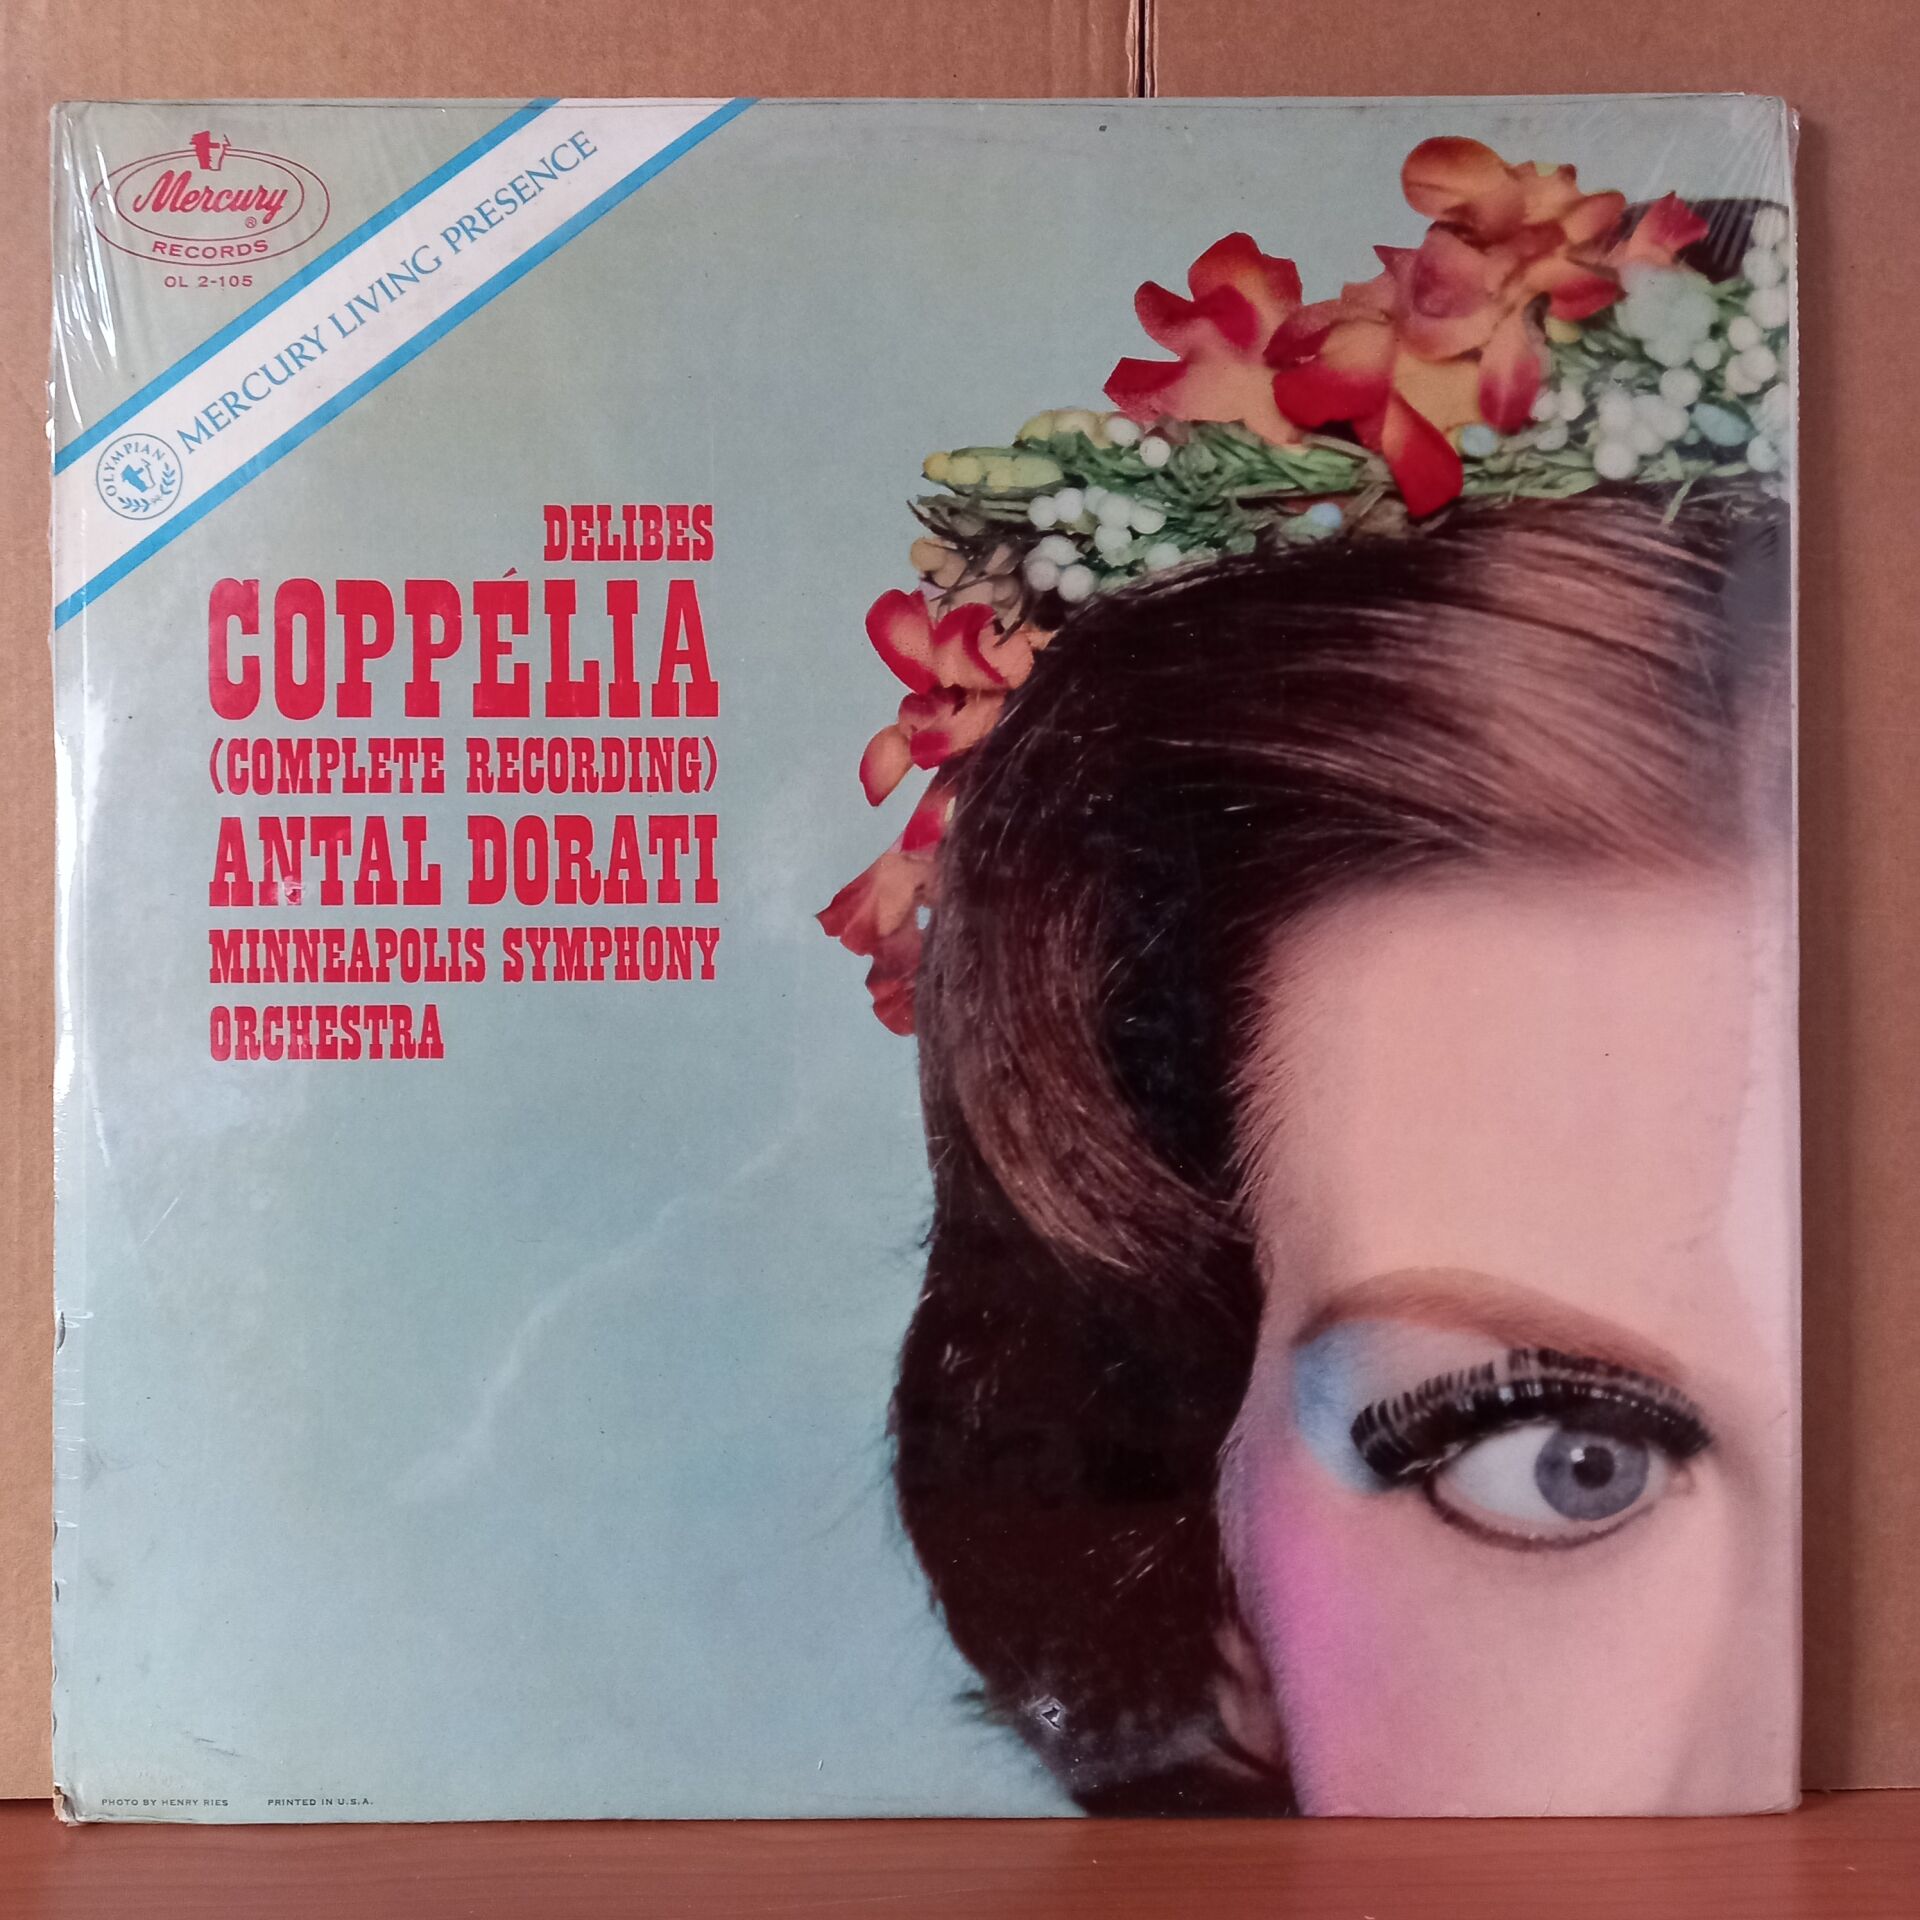 Mercury
®
RECORDS
OL 2-105
OLYMPIAN
MERCURY LIVING PRESENCE
DELIBES
COPPÉLIA
(COMPLETE RECORDING)
ANTAL DORATI
MINNEAPOLIS SYMPHONY
ORCHESTRA
PHOTO BY HENRY RIES PRINTED IN U.S.A.